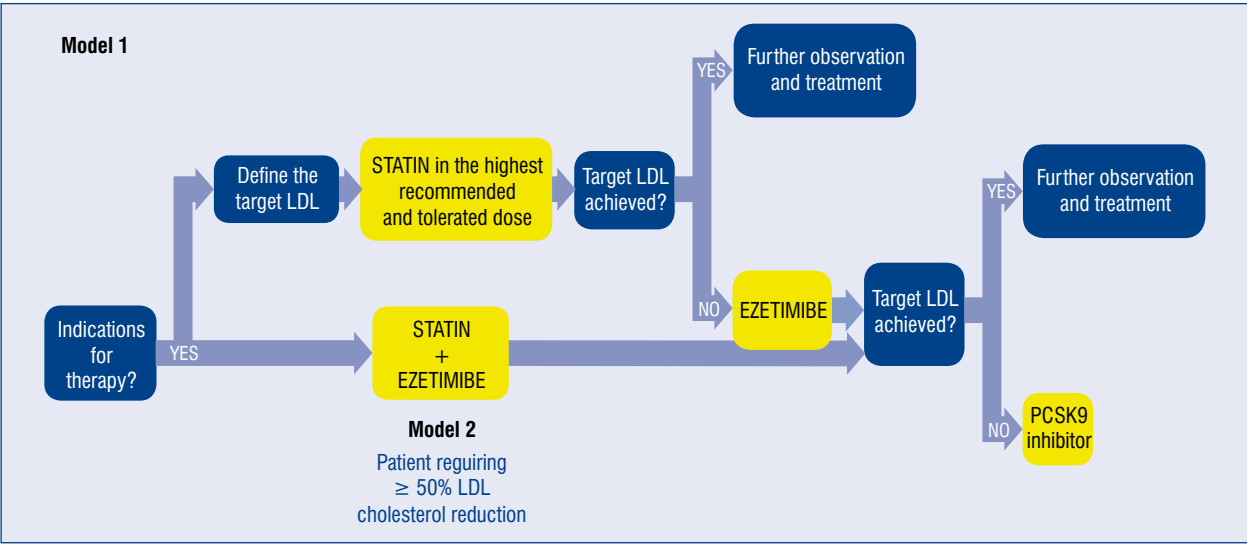 Model 1
Indications
for
therapy?
YES
Define the
target LDL
STATIN in the highest
recommended
and tolerated dose
Target LDL
achieved?
YES
Further observation
and treatment
NO
EZETIMIBE
STATIN
+
EZETIMIBE
Model 2
Patient reguiring
≥ 50% LDL
cholesterol reduction
Target LDL
achieved?
YES
Further observation
and treatment
NO
PCSK9
inhibitor